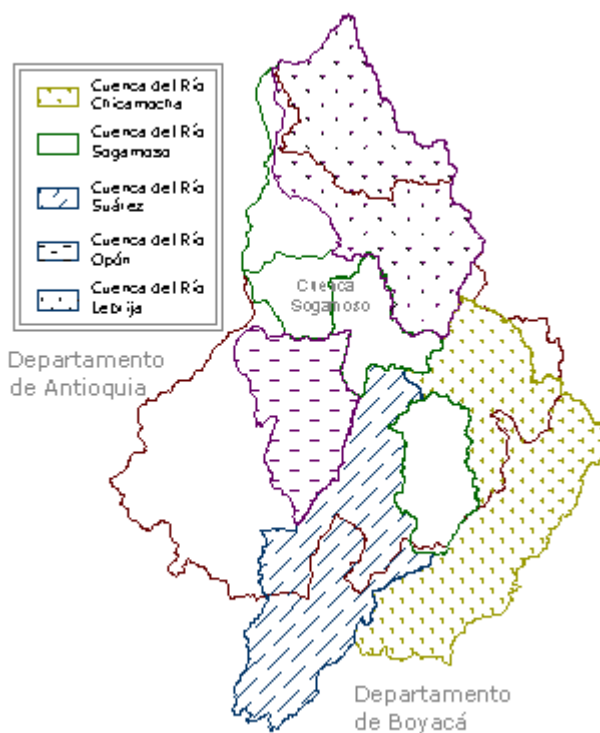 Cuenca del Río
Chicamocha
Cuenca del Río
Sogamoso
Cuenca del Río
Suárez
Cuenca del Río
Opón
Cuenca del Río
Lebrija
Cuenca
Sogamoso
Departamento
de Antioquia
Departamento
de Boyacá